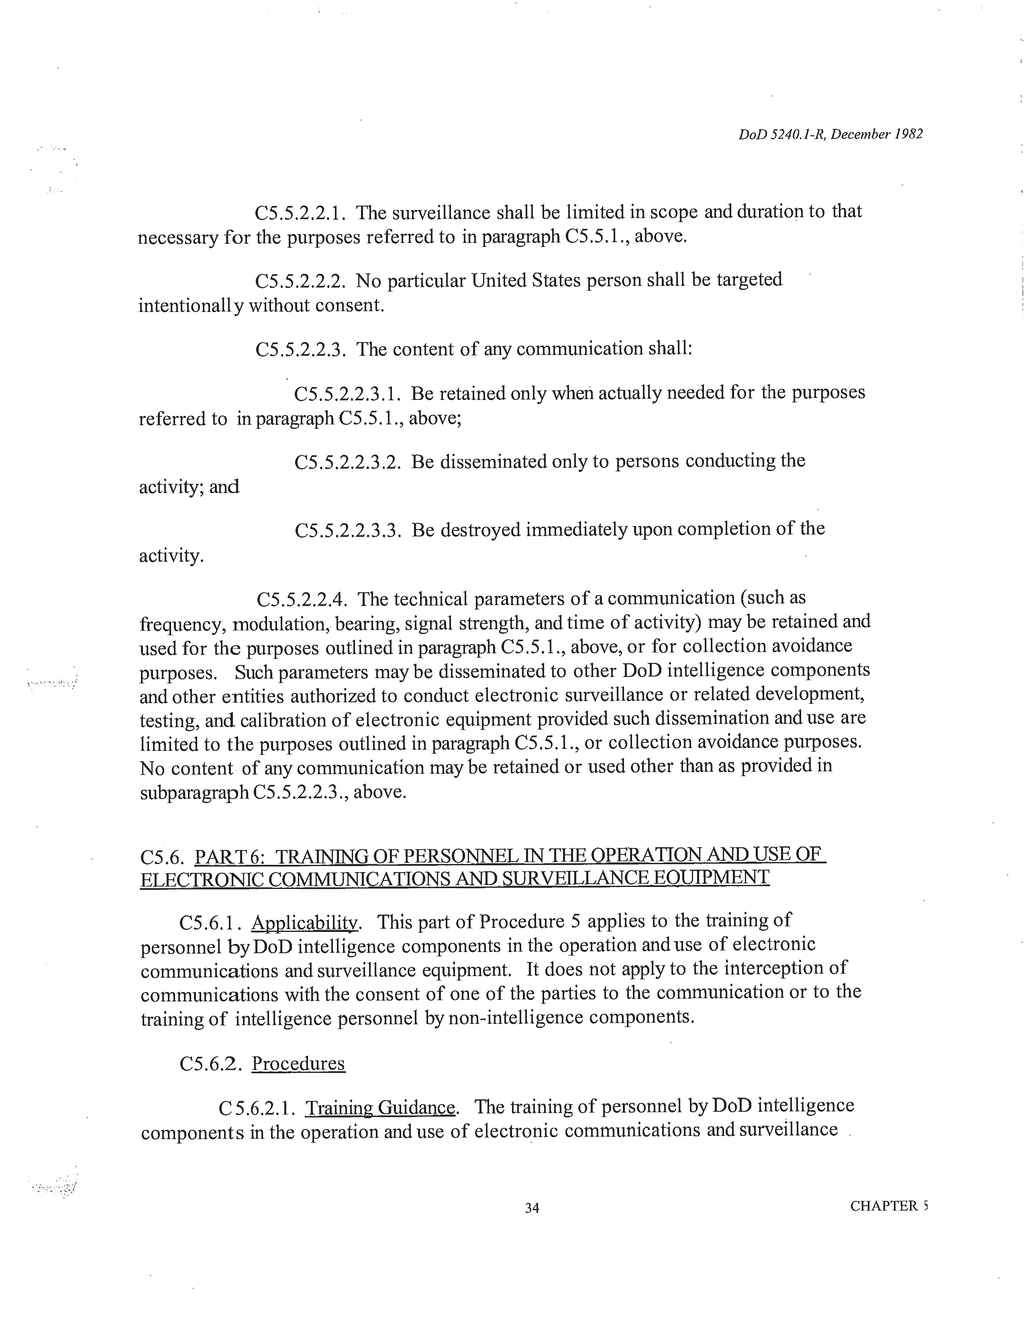 DoD 5240.1-R, December 1982
C5.5.2.2.1. The surveillance shall be limited in scope and duration to that
necessary for the purposes referred to in paragraph C5.5.1., above.
C5.5.2.2.2. No particular United States person shall be targeted
intentionally without consent.
C5.5.2.2.3. The content of any communication shall:
C5.5.2.2.3.1. Be retained only when actually needed for the purposes
referred to in paragraph C5.5.1., above;
C5.5.2.2.3.2. Be disseminated only to persons conducting the
activity; and
C5.5.2.2.3.3. Be destroyed immediately upon completion of the
activity.
C5.5.2.2.4. The technical parameters of a communication (such as
frequency, modulation, bearing, signal strength, and time of activity) may be retained and
used for the purposes outlined in paragraph C5.5.1., above, or for collection avoidance
purposes. Such parameters may be disseminated to other DoD intelligence components
and other entities authorized to conduct electronic surveillance or related development,
testing, and calibration of electronic equipment provided such dissemination and use are
limited to the purposes outlined in paragraph C5.5.1., or collection avoidance purposes.
No content of any communication may be retained or used other than as provided in
subparagraph C5.5.2.2.3., above.
C5.6. PART 6: TRAINING OF PERSONNEL IN THE OPERATION AND USE OF
ELECTRONIC COMMUNICATIONS AND SURVEILLANCE EQUIPMENT
C5.6.1. Applicability. This part of Procedure 5 applies to the training of
personnel by DoD intelligence components in the operation and use of electronic
communications and surveillance equipment. It does not apply to the interception of
communications with the consent of one of the parties to the communication or to the
training of intelligence personnel by non-intelligence components.
C5.6.2. Procedures
C5.6.2.1. Training Guidance. The training of personnel by DoD intelligence
components in the operation and use of electronic communications and surveillance
34
CHAPTER 5